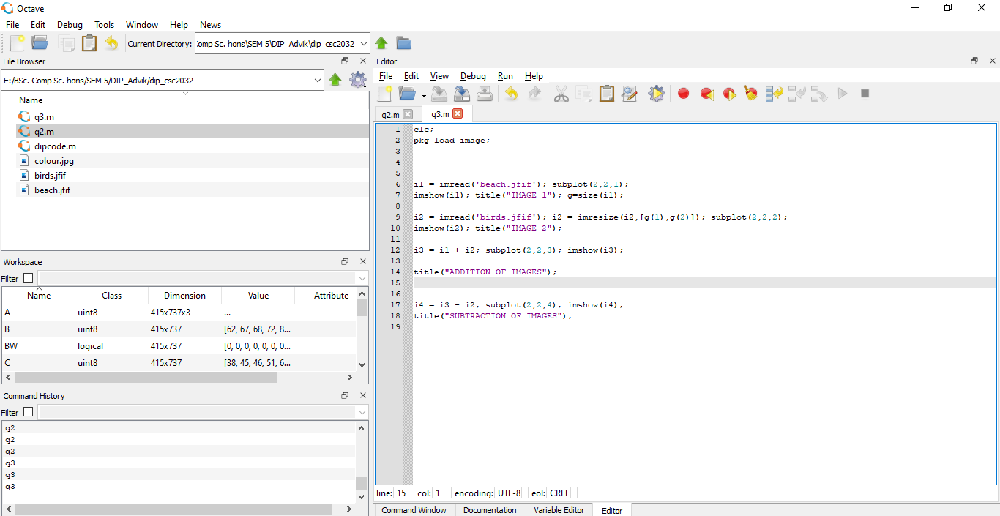 Octave
File Edit Debug Tools Window Help News
Current Directory: :omp Sc. hons\SEM 5\DIP_Advik\dip_csc2032
File Browser
F:/BSc. Comp Sc. hons/SEM 5/DIP_Advik/dip_csc2032
Name
q3.m
q2.m
dipcode.m
colour.jpg
birds.jfif
beach.jfif
Workspace
Filter
Name Class Dimension Value Attribute
A uint8 415x737x3 ...
B uint8 415x737 [62, 67, 68, 72, 8...
BW logical 415x737 [0, 0, 0, 0, 0, 0, 0...
C uint8 415x737 [38, 45, 46, 51, 6...
Command History
Filter
q2
q2
q2
q3
q3
q3
Editor
File Edit View Debug Run Help
q2.m q3.m
1 clc;
2 pkg load image;
3
4
5
6 i1 = imread('beach.jfif'); subplot(2,2,1);
7 imshow(i1); title("IMAGE 1"); g=size(i1);
8
9 i2 = imread('birds.jfif'); i2 = imresize(i2,[g(1),g(2)]); subplot(2,2,2);
10 imshow(i2); title("IMAGE 2");
11
12 i3 = i1 + i2; subplot(2,2,3); imshow(i3);
13
14 title("ADDITION OF IMAGES");
15
16
17 i4 = i3 - i2; subplot(2,2,4); imshow(i4);
18 title("SUBTRACTION OF IMAGES");
19
line: 15 col: 1 encoding: UTF-8 eol: CRLF
Command Window Documentation Variable Editor Editor